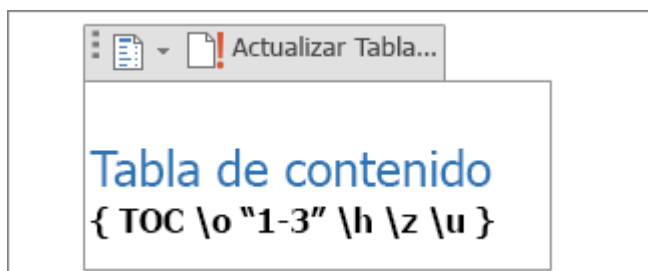 Actualizar Tabla...
Tabla de contenido
{ TOC \o “1-3” \h \z \u }